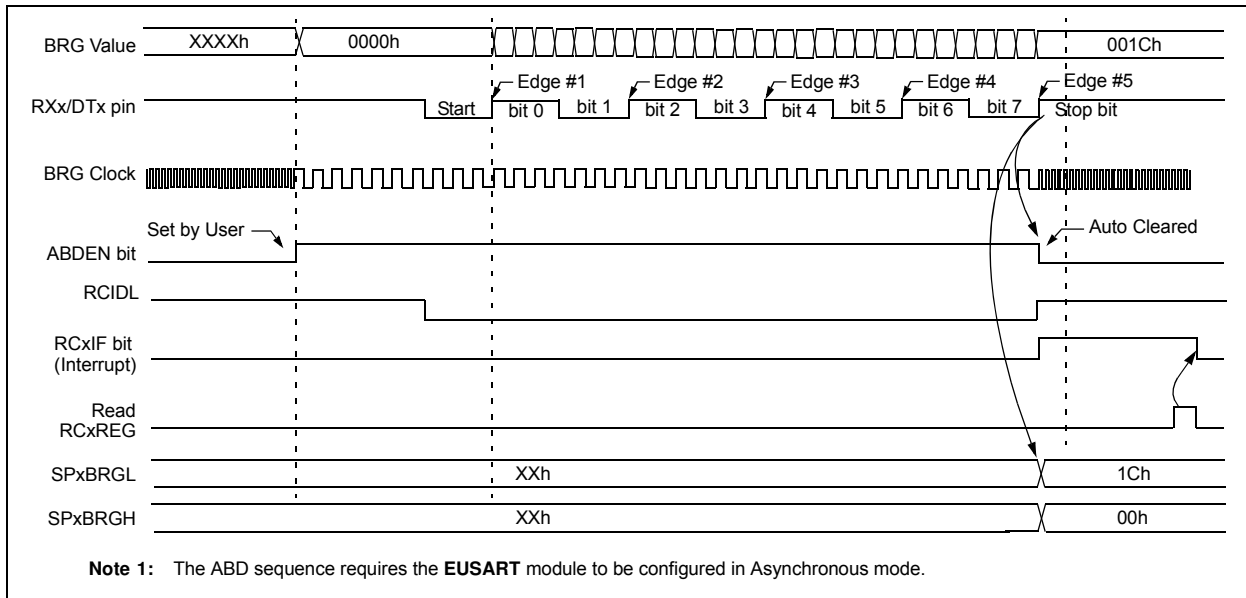 BRG Value XXXXh 0000h 001Ch
Edge #1 Edge #2 Edge #3 Edge #4 Edge #5
RXx/DTx pin Start bit 0 bit 1 bit 2 bit 3 bit 4 bit 5 bit 6 bit 7 Stop bit
BRG Clock
Set by User Auto Cleared
ABDEN bit
RCIDL
RCxIF bit
(Interrupt)
Read
RCxREG
SPxBRGL XXh 1Ch
SPxBRGH XXh 00h
Note 1: The ABD sequence requires the EUSART module to be configured in Asynchronous mode.